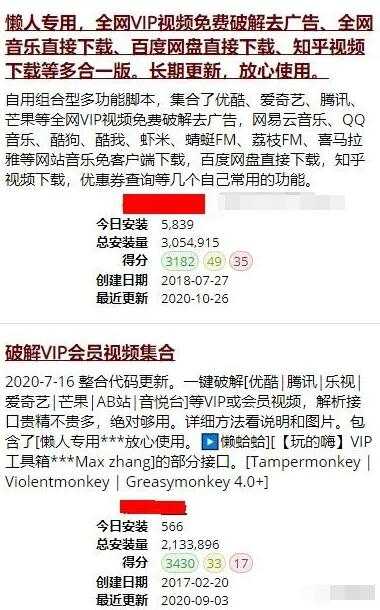 懒人专用，全网VIP视频免费破解去广告、全网
音乐直接下载、百度网盘直接下载、知乎视频
下载等多合一版。长期更新，放心使用。
自用组合型多功能脚本，集合了优酷、爱奇艺、腾讯、
芒果等全网VIP视频免费破解去广告，网易云音乐、QQ
音乐、酷狗、酷我、虾米、蜻蜓FM、荔枝FM、喜马拉
雅等网站音乐免客户端下载，百度网盘直接下载，知乎
视频下载，优惠券查询等几个自己常用的功能。
今日安装 5,839
总安装量 3,054,915
得分 3182 49 35
创建日期 2018-07-27
最近更新 2020-10-26
破解VIP会员视频集合
2020-7-16 整合代码更新。一键破解[优酷|腾讯|乐视|
爱奇艺|芒果|AB站|音悦台]等VIP或会员视频，解析接
口贵精不贵多，绝对够用。详细方法看说明和图片。包
含了[懒人专用***放心使用。▶懒蛤蛤][【玩的嗨】VIP
工具箱***Max zhang]的部分接口。[Tampermonkey |
Violentmonkey | Greasymonkey 4.0+]
今日安装 566
总安装量 2,133,896
得分 3430 33 17
创建日期 2017-02-20
最近更新 2020-09-03